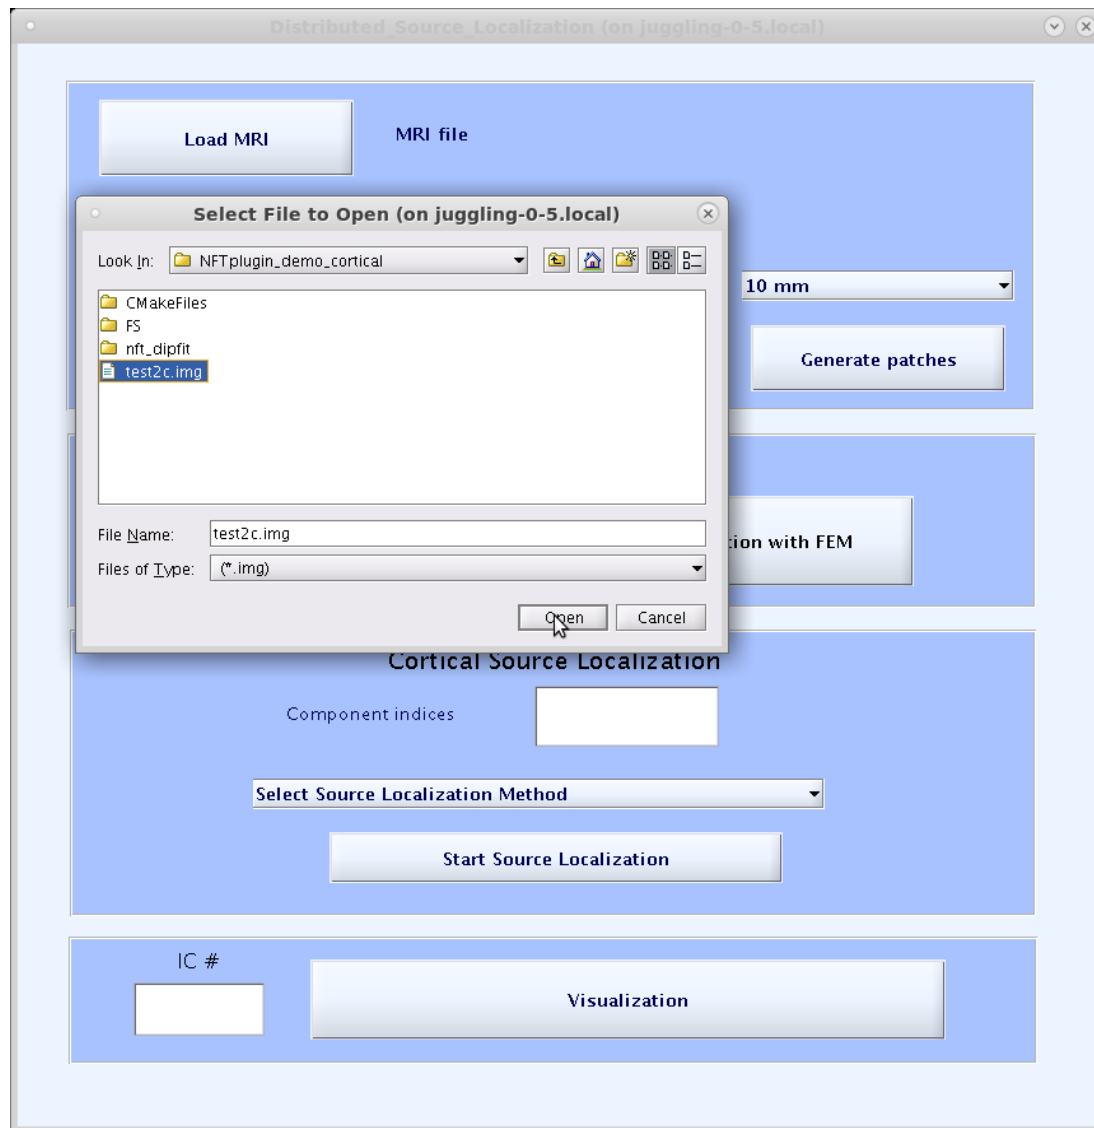 Distributed_Source_Localization (on juggling-0-5.local)
Load MRI
MRI file
Select File to Open (on juggling-0-5.local)
Look In: NFTplugin_demo_cortical
CMakeFiles
FS
nft_dipfit
test2c.img
File Name: test2c.img
Files of Type: (*.img)
Open Cancel
10 mm
Generate patches
with FEM
Cortical Source Localization
Component indices
Select Source Localization Method
Start Source Localization
IC #
Visualization